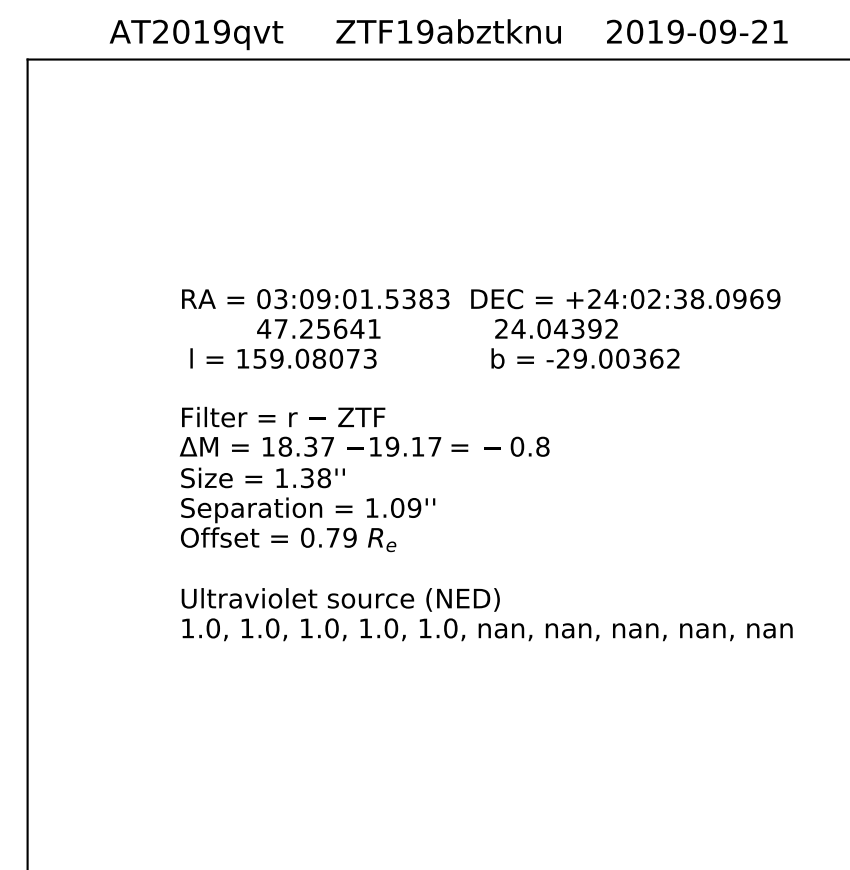 AT2019qvt ZTF19abztknu 2019-09-21
RA = 03:09:01.5383 DEC = +24:02:38.0969
47.25641 24.04392
l = 159.08073 b = -29.00362
Filter = r − ZTF
ΔM = 18.37 −19.17 = − 0.8
Size = 1.38''
Separation = 1.09''
Offset = 0.79 Re
Ultraviolet source (NED)
1.0, 1.0, 1.0, 1.0, 1.0, nan, nan, nan, nan, nan